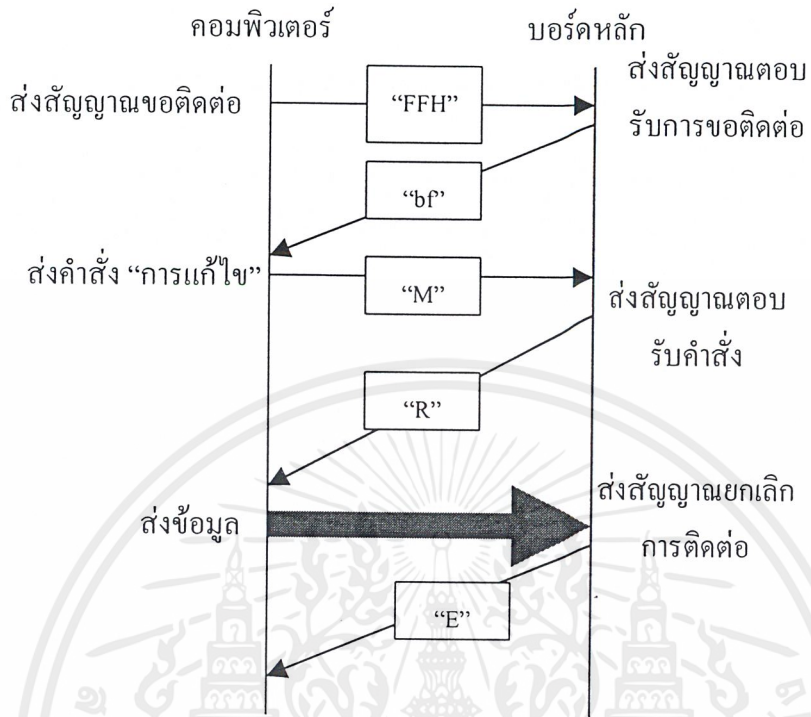 คอมพิวเตอร์
บอร์ดหลัก
ส่งสัญญาณขอติดต่อ
“FFH”
ส่งสัญญาณตอบ
รับการขอติดต่อ
“bf”
ส่งคำสั่ง “การแก้ไข”
“M”
ส่งสัญญาณตอบ
รับคำสั่ง
“R”
ส่งข้อมูล
ส่งสัญญาณยกเลิก
การติดต่อ
“E”